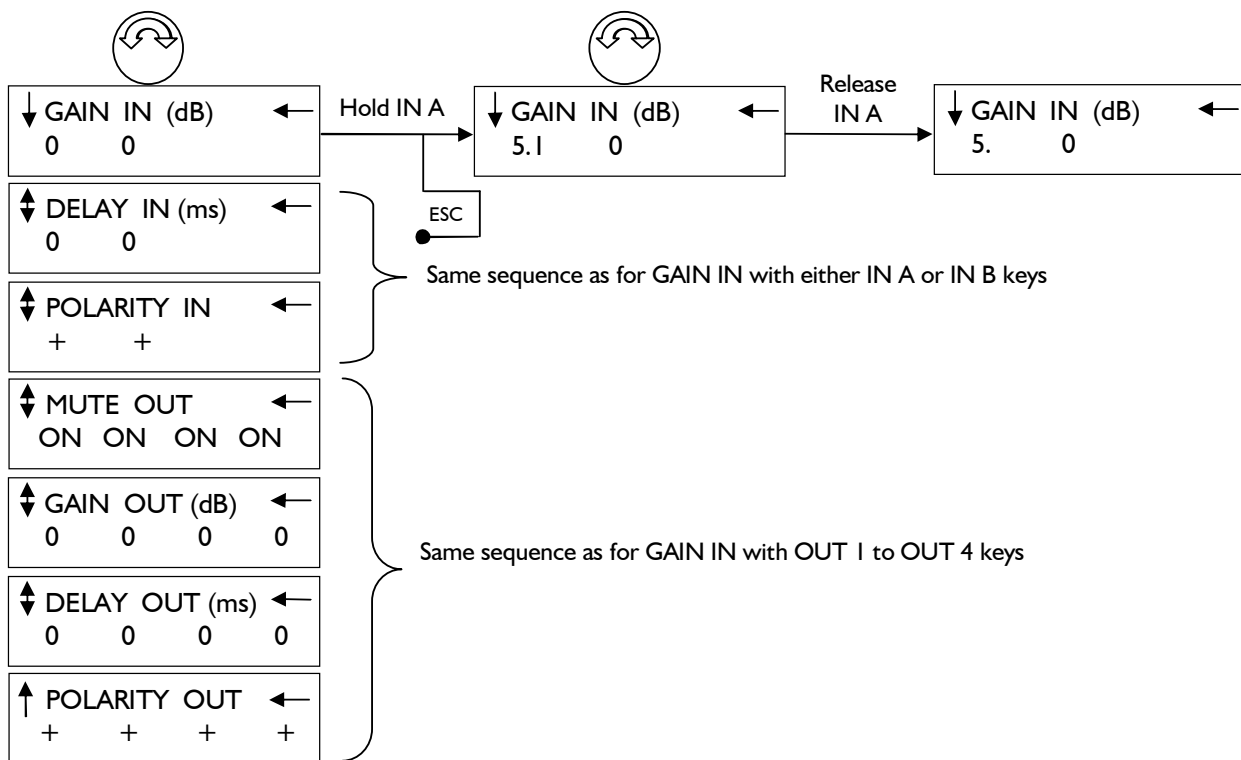 GAIN IN (dB)
0 0
Hold IN A
GAIN IN (dB)
5.1 0
Release
IN A
GAIN IN (dB)
5. 0
DELAY IN (ms)
0 0
ESC
Same sequence as for GAIN IN with either IN A or IN B keys
POLARITY IN
+ +
MUTE OUT
ON ON ON ON
GAIN OUT (dB)
0 0 0 0
Same sequence as for GAIN IN with OUT 1 to OUT 4 keys
DELAY OUT (ms)
0 0 0 0
POLARITY OUT
+ + + +